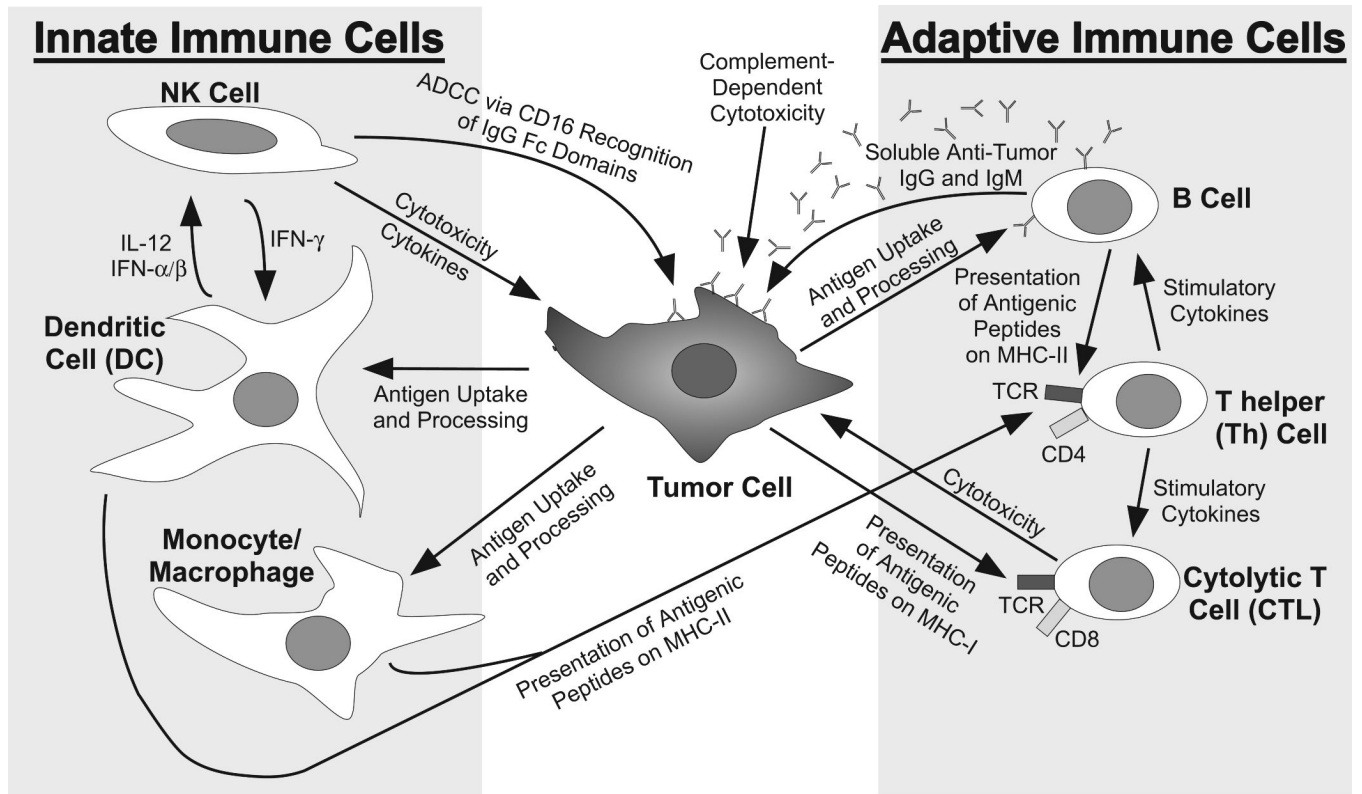 Innate Immune Cells
NK Cell
IL-12
IFN-α/β
IFN-γ
Dendritic
Cell (DC)
Monocyte/
Macrophage
ADCC via CD16 Recognition
of IgG Fc Domains
Cytotoxicity
Cytokines
Antigen Uptake
and Processing
Antigen Uptake
and Processing
Presentation of Antigenic
Peptides on MHC-II
Complement-
Dependent
Cytotoxicity
Tumor Cell
Soluble Anti-Tumor
IgG and IgM
Antigen Uptake
and Processing
Cytotoxicity
Presentation
of Antigenic
Peptides on MHC-I
Adaptive Immune Cells
B Cell
Presentation
of Antigenic
Peptides
on MHC-II
Stimulatory
Cytokines
TCR
CD4
T helper
(Th) Cell
Stimulatory
Cytokines
TCR
CD8
Cytolytic T
Cell (CTL)